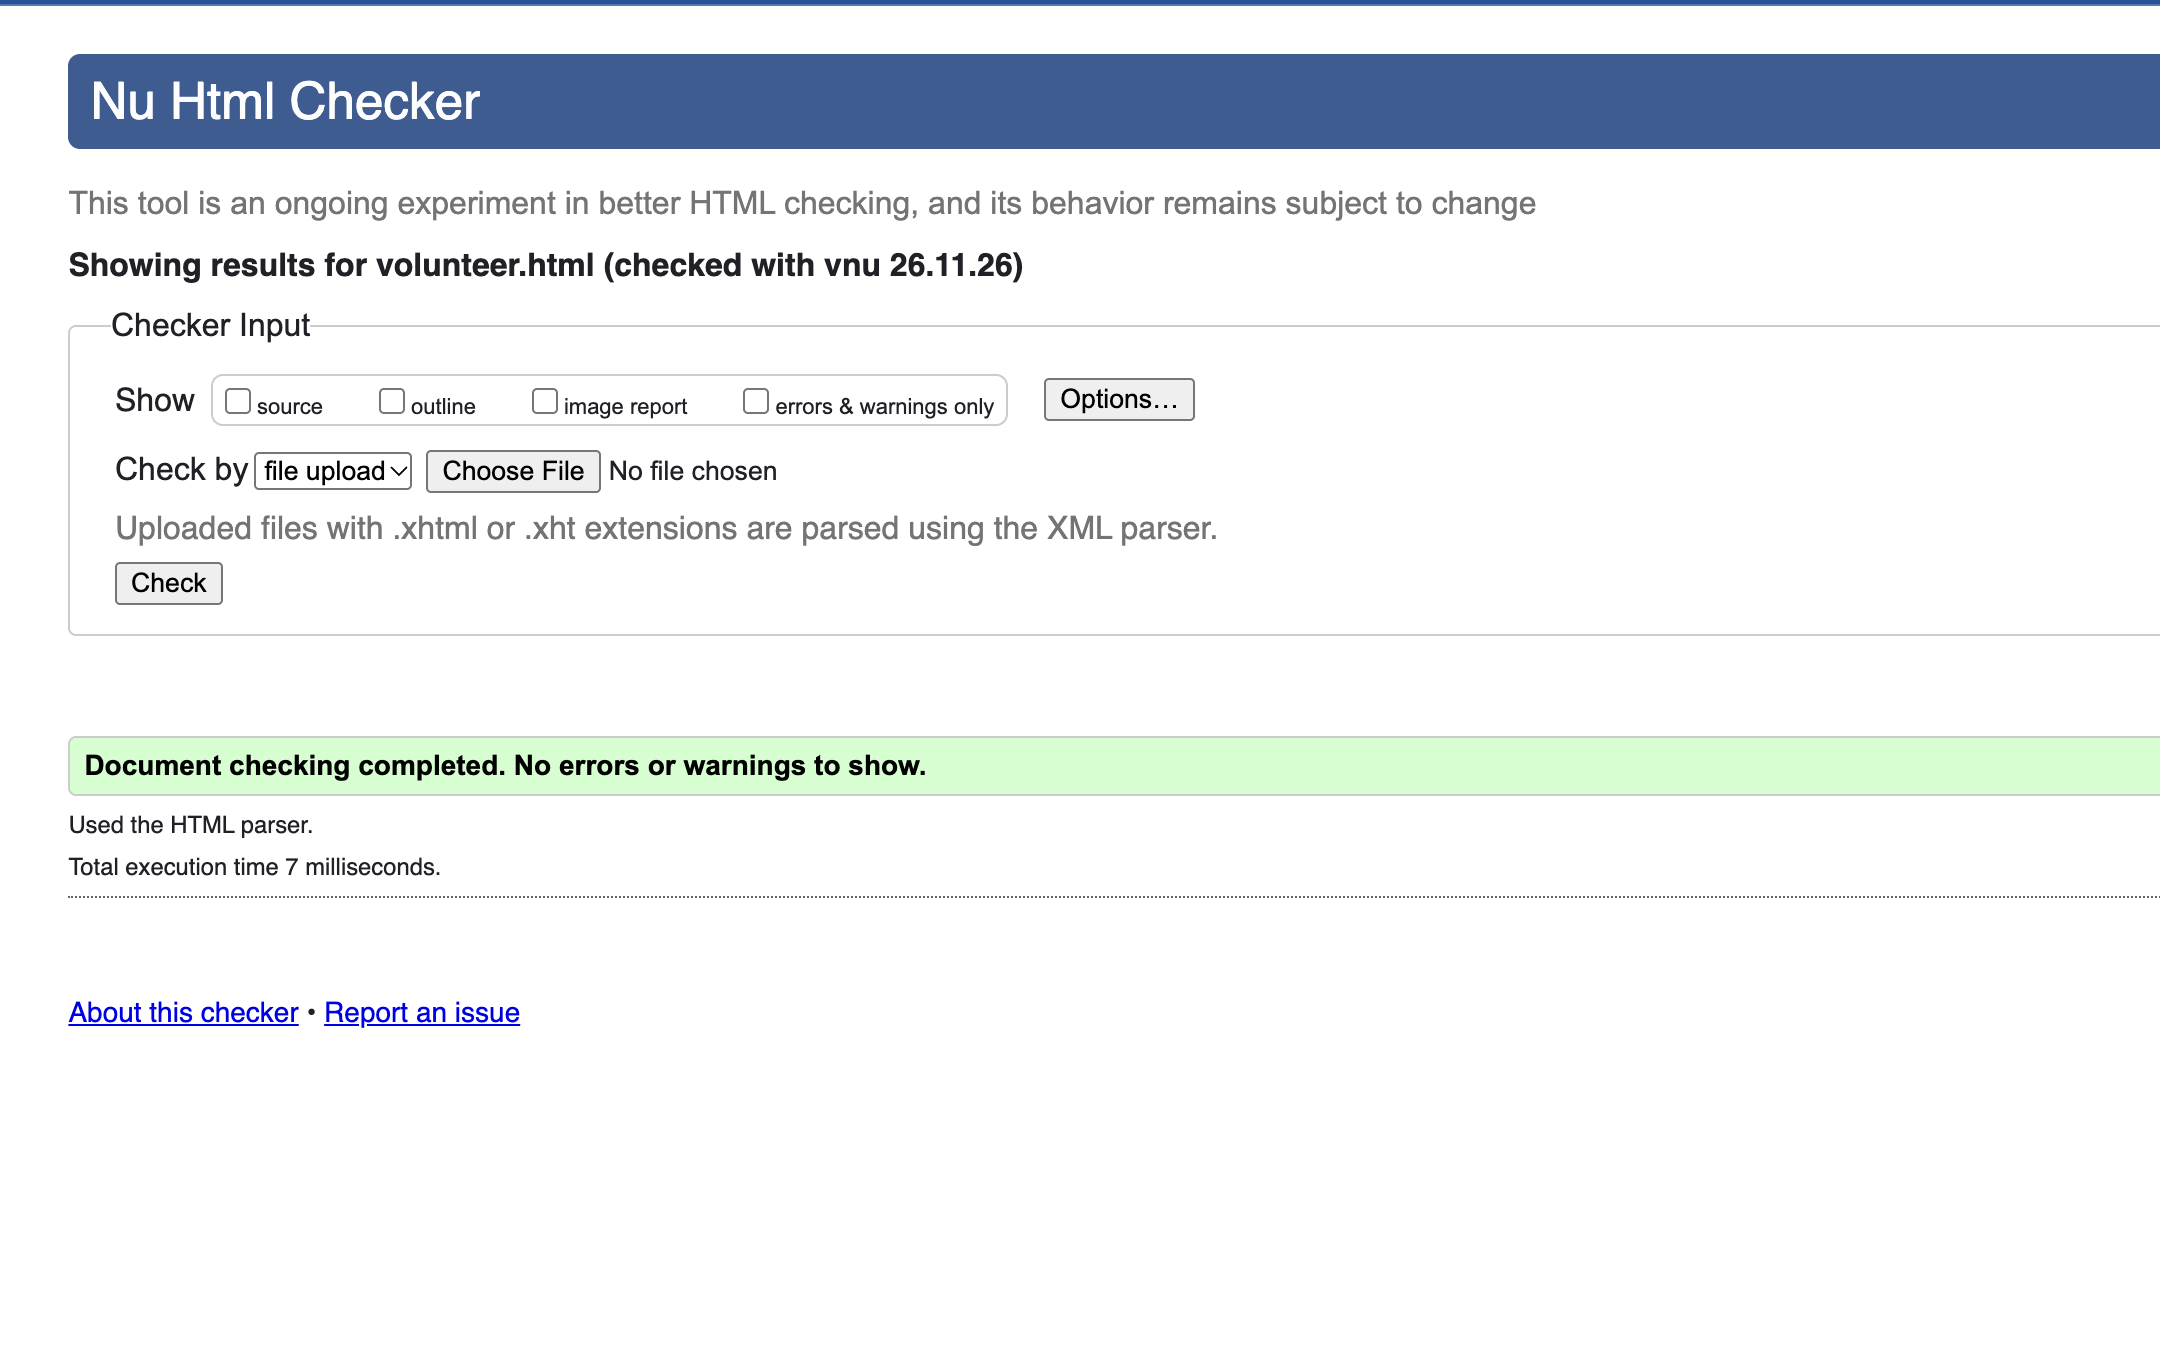 Nu Html Checker
This tool is an ongoing experiment in better HTML checking, and its behavior remains subject to change
Showing results for volunteer.html (checked with vnu 26.11.26)
Checker Input
Show source outline image report errors & warnings only Options…
Check by file upload Choose File No file chosen
Uploaded files with .xhtml or .xht extensions are parsed using the XML parser.
Check
Document checking completed. No errors or warnings to show.
Used the HTML parser.
Total execution time 7 milliseconds.
About this checker • Report an issue